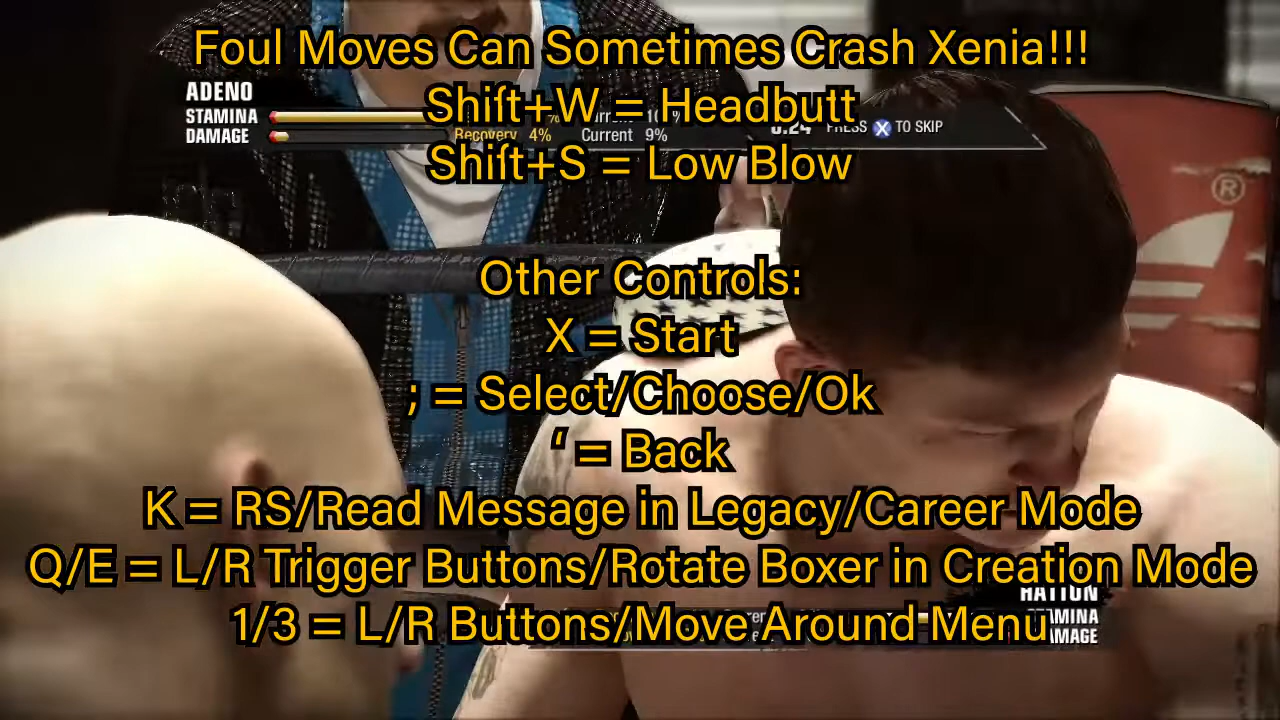 Foul Moves Can Sometimes Crash Xenia!!!
ADENO
STAMINA
DAMAGE
Shift+W = Headbutt
Recovery 4% Current 9%
PRESS X TO SKIP
Shift+S = Low Blow
®
Other Controls:
X = Start
; = Select/Choose/Ok
‘ = Back
K = RS/Read Message in Legacy/Career Mode
Q/E = L/R Trigger Buttons/Rotate Boxer in Creation Mode
HATTON
1/3 = L/R Buttons/Move Around Menu